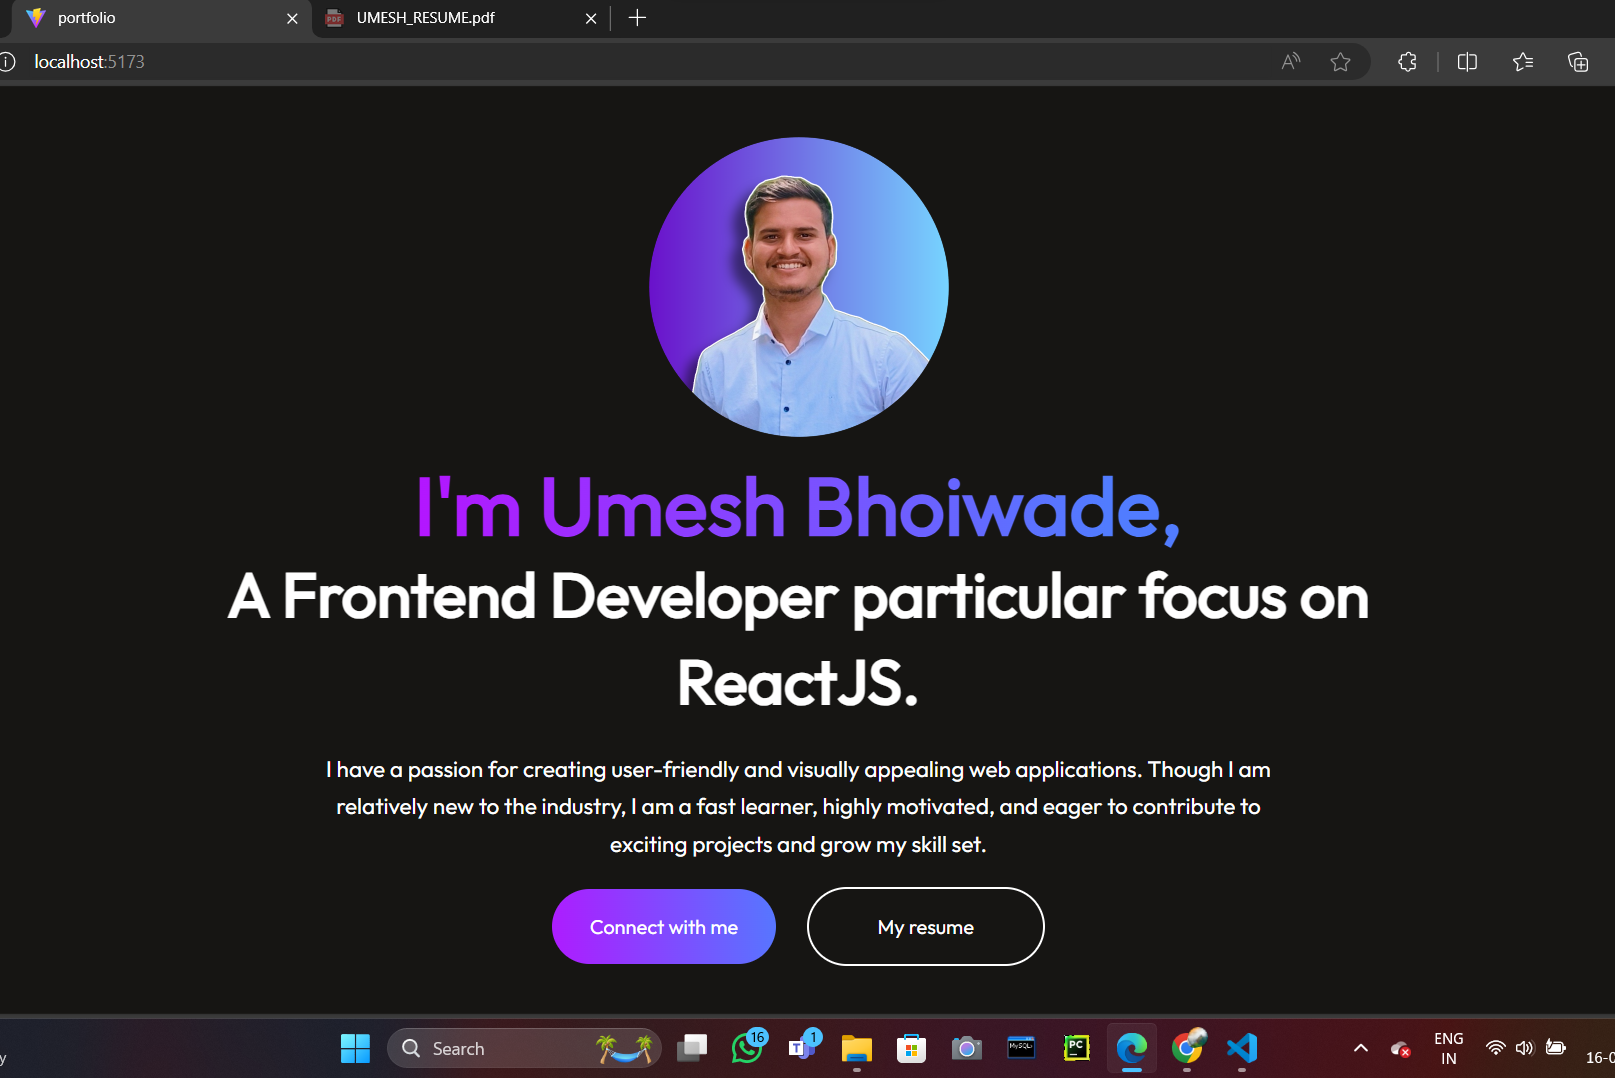 portfolio
UMESH_RESUME.pdf
localhost:5173
I'm Umesh Bhoiwade,
A Frontend Developer particular focus on
ReactJS.
I have a passion for creating user-friendly and visually appealing web applications. Though I am
relatively new to the industry, I am a fast learner, highly motivated, and eager to contribute to
exciting projects and grow my skill set.
Connect with me
My resume
Search
16
1
MySQL
PC
ENG
IN
16-0